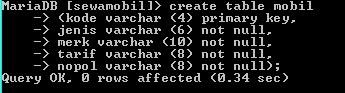 MariaDB [sewamobil]> create table mobil
-> (kode varchar (4) primary key,
-> jenis varchar (6) not null,
-> merk varchar (10) not null,
-> tarif varchar (8) not null,
-> nopol varchar (8) not null);
Query OK, 0 rows affected (0.34 sec)